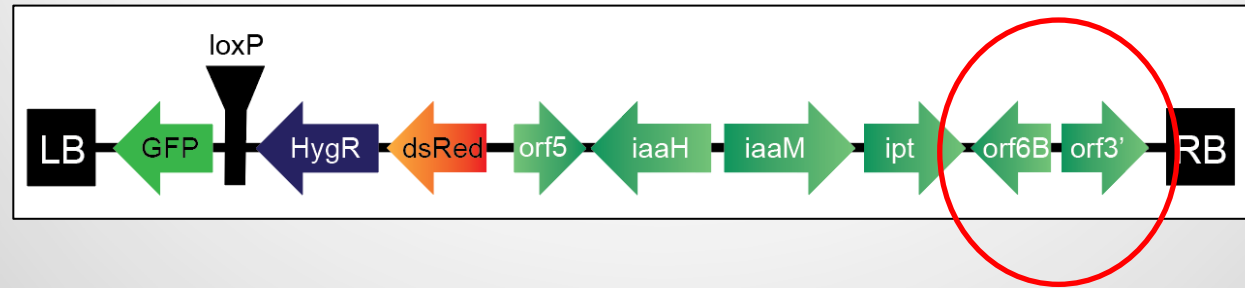 loxP
LB GFP HygR dsRed orf5 iaaH iaaM ipt orf6B orf3’ RB